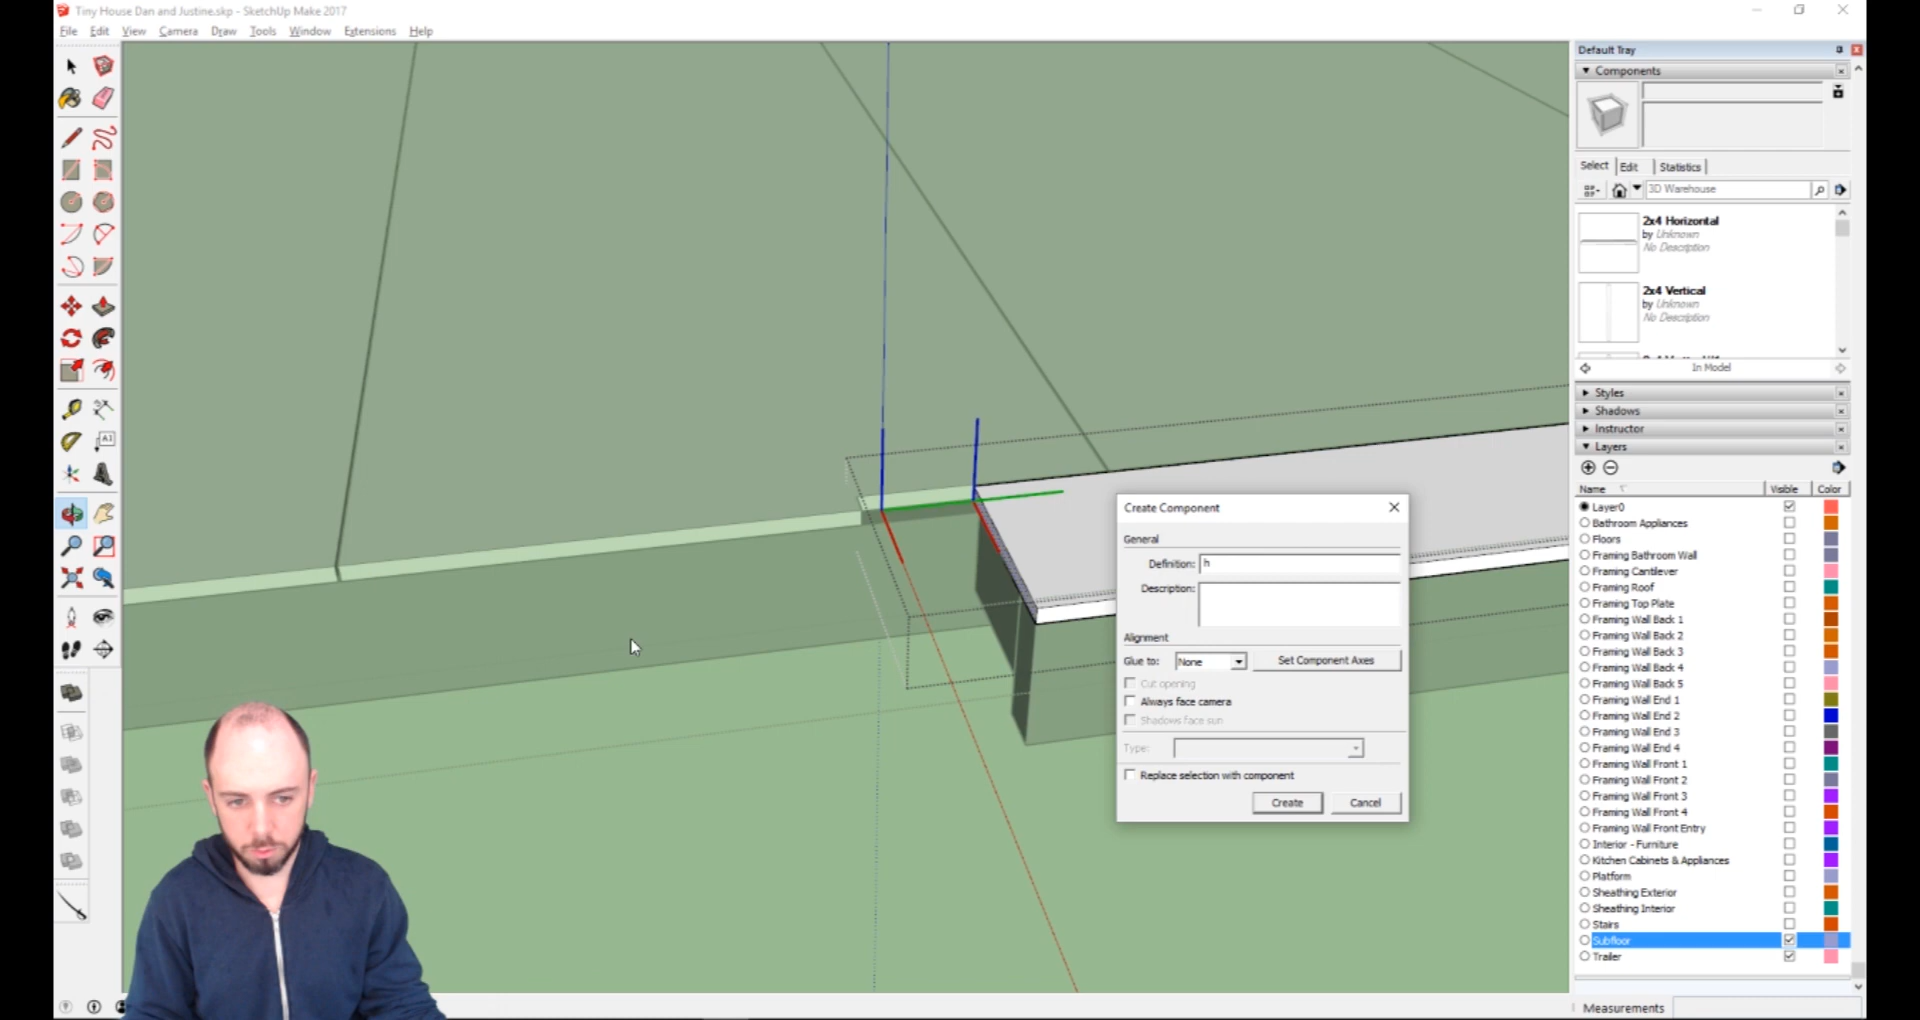 Tiny House Dan and Justine.skp - SketchUp Make 2017
File Edit View Camera Draw Tools Window Extensions Help
Default Tray
Components
Select Edit Statistics
3D Warehouse
2x4 Horizontal
by Unknown
No Description
2x4 Vertical
by Unknown
No Description
In Model
Styles
Shadows
Instructor
Layers
Name Visible Color
Layer0
Bathroom Appliances
Floors
Framing Bathroom Wall
Framing Cantilever
Framing Roof
Framing Top Plate
Framing Wall Back 1
Framing Wall Back 2
Framing Wall Back 3
Framing Wall Back 4
Framing Wall Back 5
Framing Wall End 1
Framing Wall End 2
Framing Wall End 3
Framing Wall End 4
Framing Wall Front 1
Framing Wall Front 2
Framing Wall Front 3
Framing Wall Front 4
Framing Wall Front Entry
Interior - Furniture
Kitchen Cabinets & Appliances
Platform
Sheathing Exterior
Sheathing Interior
Stairs
Subfloor
Trailer
Measurements
Create Component
General
Definition: h
Description:
Alignment
Glue to: None Set Component Axes
Cut opening
Always face camera
Shadows face sun
Type:
Replace selection with component
Create Cancel